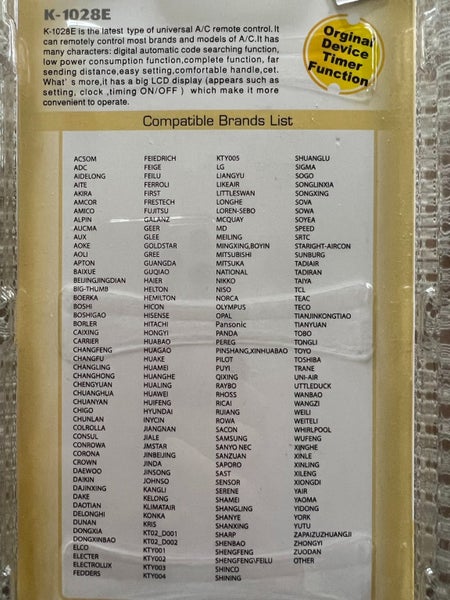 K-1028E
K-1028E is the latest type of universal A/C remote control.It
can remotely control most brands and models of A/C.It has
many characters: digital automatic code searching function,
low power consumption function,complete function, far
sending distance,easy setting,comfortable handle,cet.
What' s more,it has a big LCD display (appears such as
setting, clock ,timing ON/OFF ) which make it more
convenient to operate.
Orginal
Device
Timer
Function
Compatible Brands List
ACSOM
ADC
AIDELONG
AITE
AKIRA
AMCOR
AMICO
ALPIN
AUCMA
AUX
AOKE
AOLI
APTON
BAIXUE
BEIJINGJINGDIAN
BIG-THUMB
BOERKA
BOSHI
BOSHIGAO
BORLER
CAIXING
CARRIER
CHANGFENG
CHANGFU
CHANGLING
CHANGHONG
CHENGYUAN
CHUANGHUA
CHUANYAN
CHIGO
CHUNLAN
COLROLLA
CONSUL
CONROWA
CORONA
CROWN
DAEWOO
DAIKIN
DAJINXING
DAKE
DAOTIAN
DELONGHI
DUNAN
DONGXIA
DONGXINBAO
ELCO
ELECTER
ELECTROLUX
FEDDERS
FEIEDRICH
FEIGE
FEILU
FERROLI
FIRST
FRESTECH
FUJITSU
GALANZ
GEER
GLEE
GOLDSTAR
GREE
GUANGDA
GUQIAO
HAIER
HELTON
HEMILTON
HICON
HISENSE
HITACHI
HONGYI
HUABAO
HUAGAO
HUAKE
HUAMEI
HUANGHE
HUALING
HUAWEI
HUIFENG
HYUNDAI
INYCIN
JIANGNAN
JIALE
JMSTAR
JINBEIJING
JINDA
JINSONG
JOHNSO
KANGLI
KELONG
KLIMATAIR
KONKA
KRIS
KT02_D001
KT02_D002
KTY001
KTY002
KTY003
KTY004
KTY005
LG
LIANGYU
LIKEAIR
LITTLESWAN
LONGHE
LOREN-SEBO
MCQUAY
MD
MEILING
MINGXING,BOYIN
MITSUBISHI
MITSUKA
NATIONAL
NIKKO
NISO
NORCA
OLYMPUS
OPAL
Pansonic
PANDA
PEREG
PINSHANG,XINHUABAO
PILOT
PUYI
QIXING
RAYBO
RHOSS
RICAI
RIJIANG
ROWA
SACON
SAMSUNG
SANYO NEC
SANZUAN
SAPORO
SAST
SENSOR
SERENE
SHAMEI
SHANGLING
SHANYE
SHANXING
SHARP
SHENBAO
SHENGFENG
SHENGFENG\FEILU
SHINCO
SHINING
SHUANGLU
SIGMA
SOGO
SONGLINXIA
SONGXING
SOVA
SOWA
SOYEA
SPEED
SRTC
STARIGHT-AIRCON
SUNBURG
TADIAIR
TADIRAN
TAIYA
TCL
TEAC
TECO
TIANJINKONGTIAO
TIANYUAN
TOBO
TONGLI
TOYO
TOSHIBA
TRANE
UNI-AIR
UTTLEDUCK
WANBAO
WANGZI
WEILI
WEITELI
WHIRLPOOL
WUFENG
XINGHE
XINLE
XINLING
XILENG
XIONGDI
YAIR
YAOMA
YIDONG
YORK
YUTU
ZAPAIZUZHUANGJI
ZHONGYI
ZUODAN
OTHER